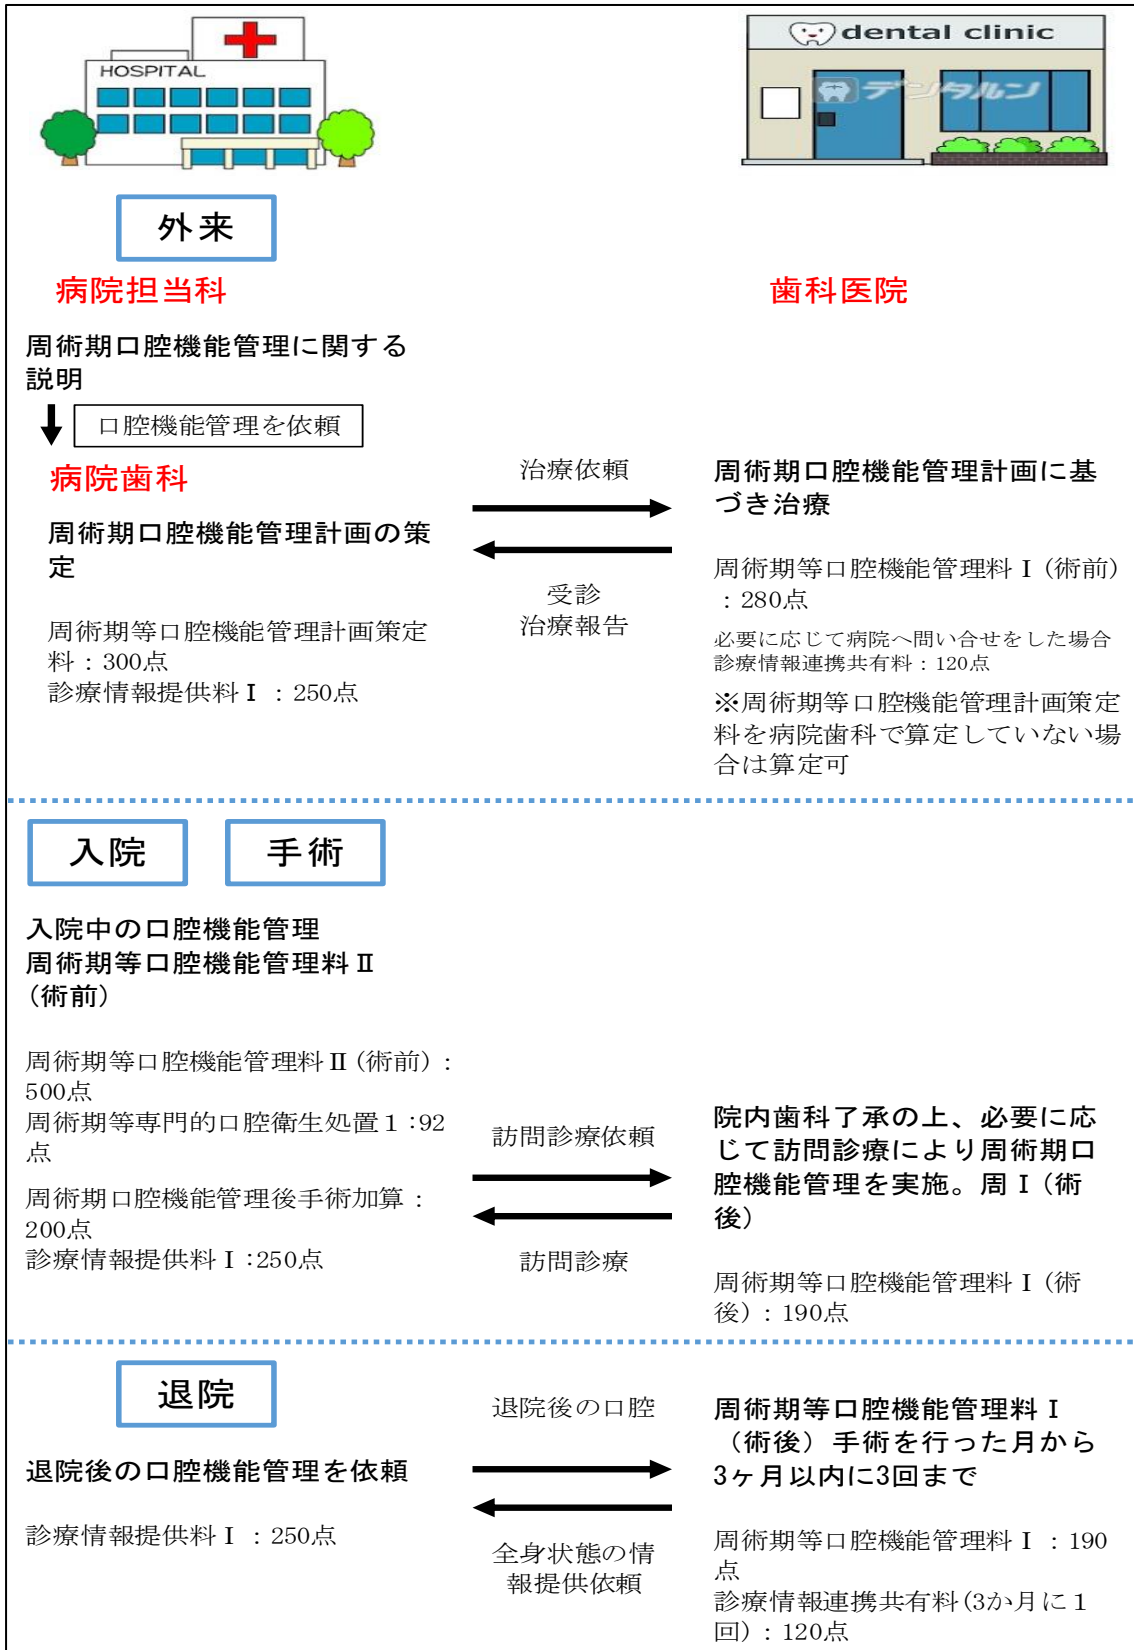 HOSPITAL
dental clinic
デンタルン
外来
病院担当科
歯科医院
周術期口腔機能管理に関する
説明
口腔機能管理を依頼
病院歯科
周術期口腔機能管理計画の策
定
周術期等口腔機能管理計画策定
料：300点
診療情報提供料Ⅰ：250点
治療依頼
受診
治療報告
周術期口腔機能管理計画に基
づき治療
周術期等口腔機能管理料Ⅰ（術前）
：280点
必要に応じて病院へ問い合せをした場合
診療情報連携共有料：120点
※周術期等口腔機能管理計画策定
料を病院歯科で算定していない場
合は算定可
入院
手術
入院中の口腔機能管理
周術期等口腔機能管理料Ⅱ
（術前）
周術期等口腔機能管理料Ⅱ（術前）：
500点
周術期等専門的口腔衛生処置１：92
点
周術期口腔機能管理後手術加算：
200点
診療情報提供料Ⅰ：250点
訪問診療依頼
訪問診療
院内歯科了承の上、必要に応
じて訪問診療により周術期口
腔機能管理を実施。周Ⅰ（術
後）
周術期等口腔機能管理料Ⅰ（術
後）：190点
退院
退院後の口腔機能管理を依頼
診療情報提供料Ⅰ：250点
退院後の口腔
全身状態の情
報提供依頼
周術期等口腔機能管理料Ⅰ
（術後）手術を行った月から
3ヶ月以内に3回まで
周術期等口腔機能管理料Ⅰ：190
点
診療情報連携共有料（3か月に１
回）：120点